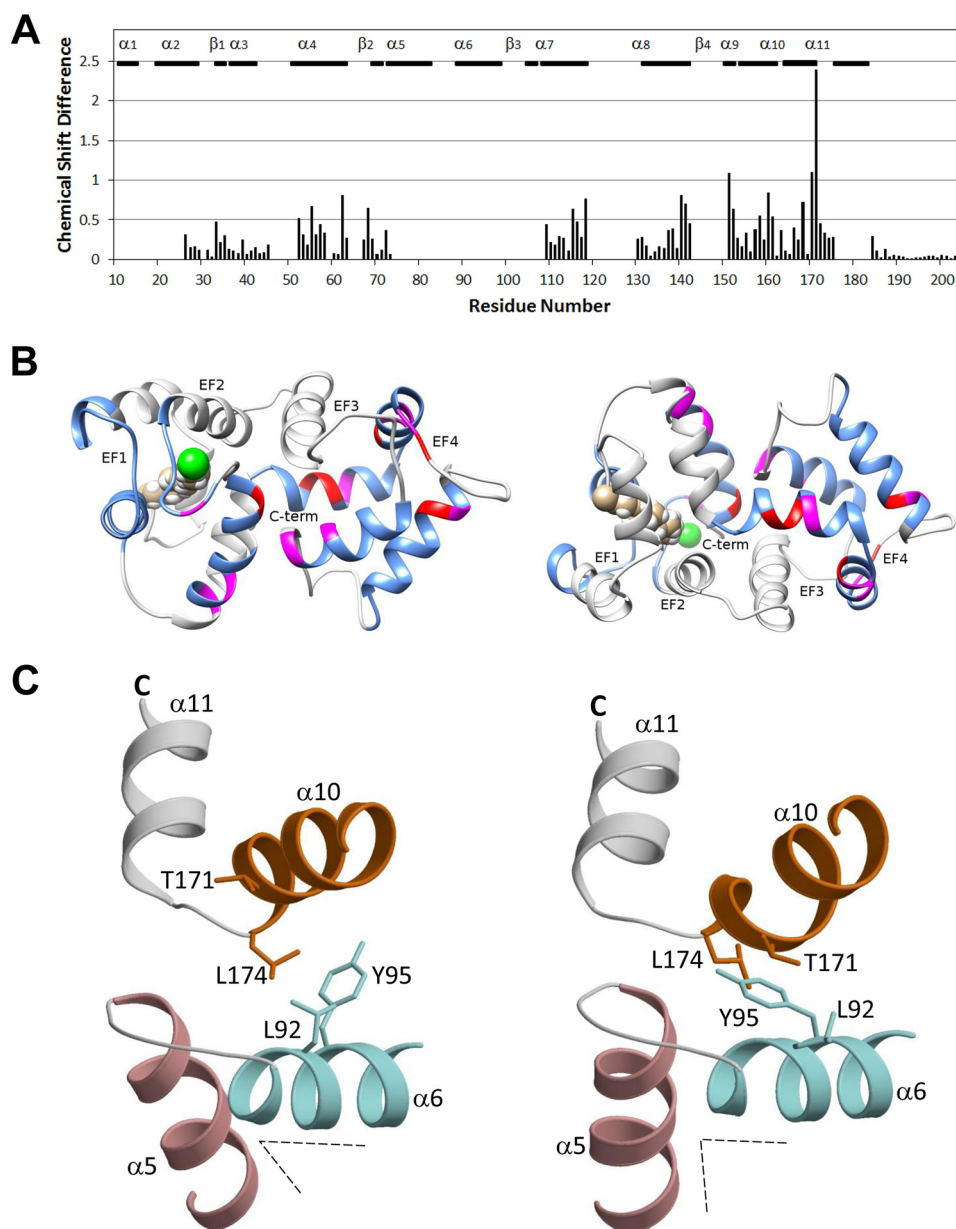 A
α1 α2 β1 α3 α4 β2 α5 α6 β3 α7 α8 β4 α9 α10 α11
Chemical Shift Difference
2.5
2
1.5
1
0.5
0
10 20 30 40 50 60 70 80 90 100 110 120 130 140 150 160 170 180 190 200
Residue Number
B
EF2
EF3
EF4
EF1
C-term
C-term
EF1
EF2
EF3
EF4
C
C
α11
α10
T171
L174
Y95
L92
α6
α5
C
α11
α10
L174
T171
Y95
L92
α6
α5